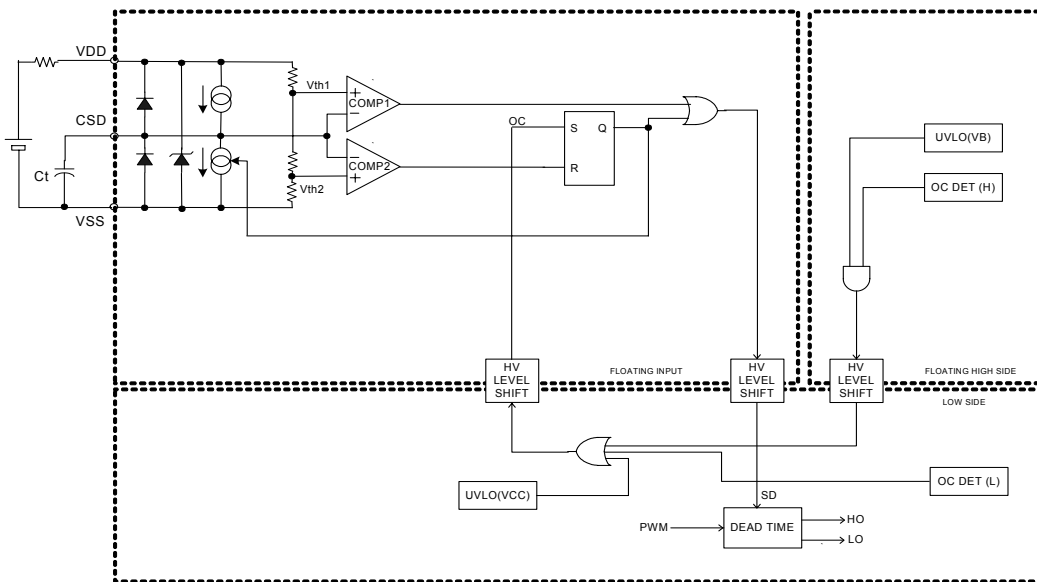 VDD
Vth1
COMP1
CSD
OC
S
Q
R
UVLO(VB)
COMP2
Ct
Vth2
OC DET (H)
VSS
HV
LEVEL
SHIFT
FLOATING INPUT
HV
LEVEL
SHIFT
HV
LEVEL
SHIFT
FLOATING HIGH SIDE
LOW SIDE
UVLO(VCC)
OC DET (L)
SD
PWM
DEAD TIME
HO
LO